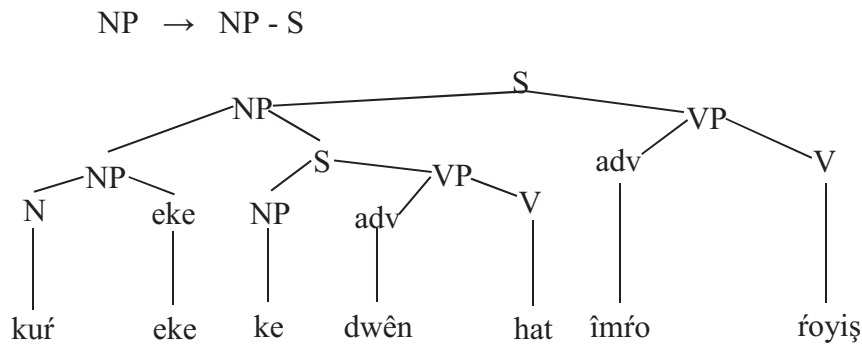 NP → NP - S
S
NP VP
NP S VP adv V
N eke NP adv V
kuŕ eke ke dwên hat îmŕo ŕoyiş